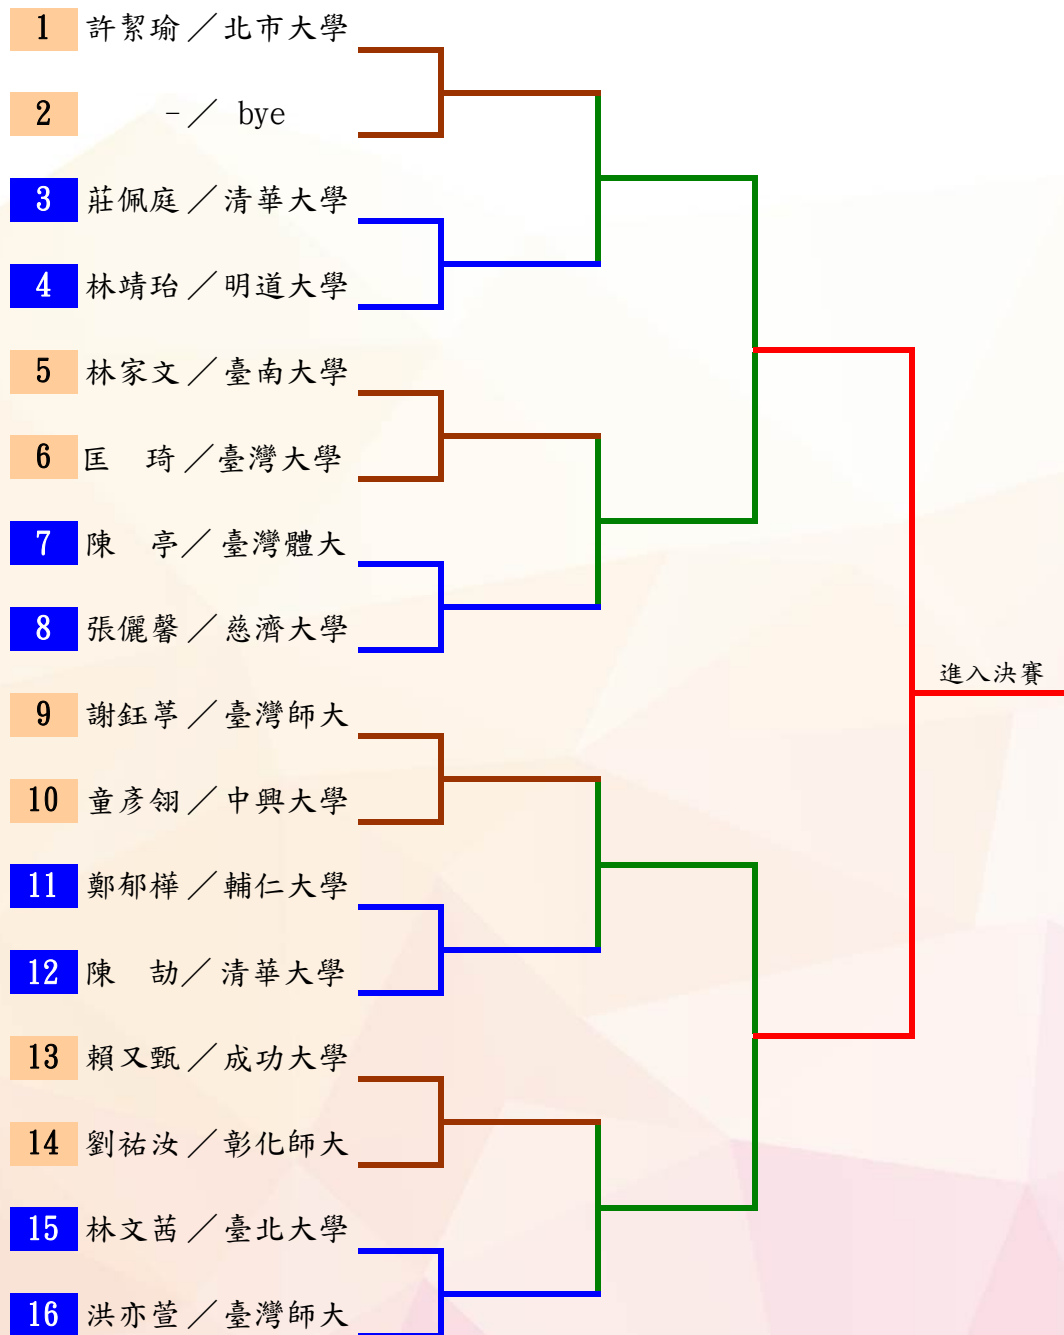 1 許絜瑜／北市大學
2 -／ bye
3 莊佩庭／清華大學
4 林靖珆／明道大學
5 林家文／臺南大學
6 匡　琦／臺灣大學
7 陳　亭／臺灣體大
8 張儷馨／慈濟大學
進入決賽
9 謝鈺葶／臺灣師大
10 童彥翎／中興大學
11 鄭郁樺／輔仁大學
12 陳　劼／清華大學
13 賴又甄／成功大學
14 劉祐汝／彰化師大
15 林文茜／臺北大學
16 洪亦萱／臺灣師大